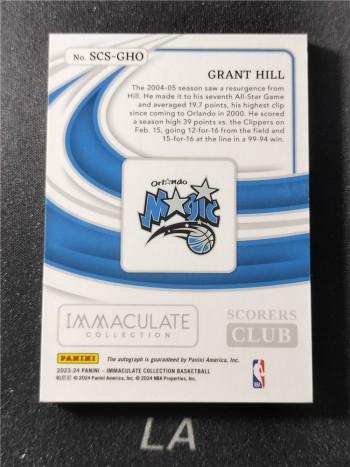 No. SCS-GHO
GRANT HILL
The 2004-05 season saw a resurgence from
Hill. He made it to his seventh All-Star Game
and averaged 19.7 points, his highest clip
since coming to Orlando in 2000. He scored
a season high 39 points vs. the Clippers on
Feb. 15, going 12-for-16 from the field and
15-for-16 at the line in a 99-94 win.
Orlando
MAGIC
IMMACULATE
COLLECTION
SCORERS
CLUB
PANINI
The autograph is guaranteed by Panini America, Inc.
2023-24 PANINI – IMMACULATE COLLECTION BASKETBALL
帕尼尼 © 2024 Panini America, Inc. © 2024 NBA Properties, Inc.
NBA
LA